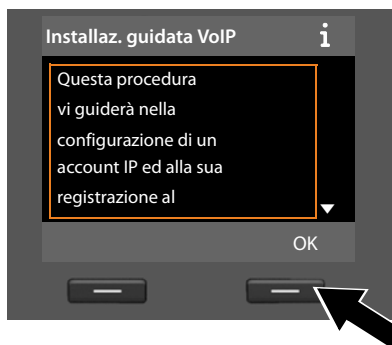 Installaz. guidata VoIP i
Questa procedura
vi guiderà nella
configurazione di un
account IP ed alla sua
registrazione al
OK